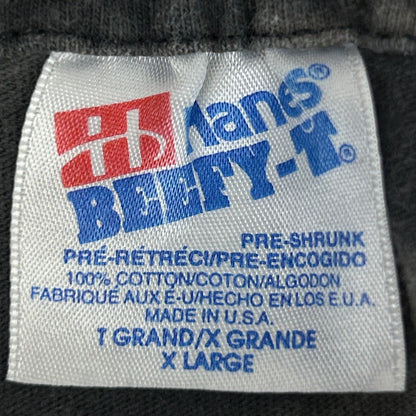 H Hanes®
BEEFY-T®
PRE-SHRUNK
PRÉ-RÉTRÉCI/PRE-ENCOGIDO
100% COTTON/COTON/ALGODON
FABRIQUE AUX E-U/HECHO EN LOS E.U.A.
MADE IN U.S.A.
T GRAND/X GRANDE
X LARGE